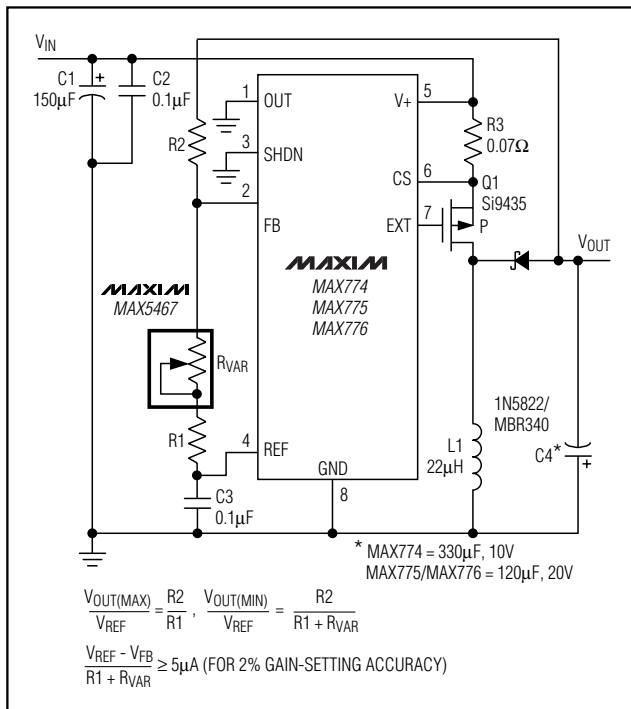 VIN
C1
150µF
C2
0.1µF
R2
1
OUT
3
SHDN
2
FB
V+
5
CS
6
EXT
7
R3
0.07Ω
Q1
Si9435
P
VOUT
MAXIM
MAX774
MAX775
MAX776
MAXIM
MAX5467
RVAR
R1
4
REF
GND
8
C3
0.1µF
L1
22µH
1N5822/
MBR340
C4*
* MAX774 = 330µF, 10V
MAX775/MAX776 = 120µF, 20V
VOUT(MAX)/VREF = R2/R1 , VOUT(MIN)/VREF = R2/(R1 + RVAR)
(VREF - VFB)/(R1 + RVAR) ≥ 5µA (FOR 2% GAIN-SETTING ACCURACY)